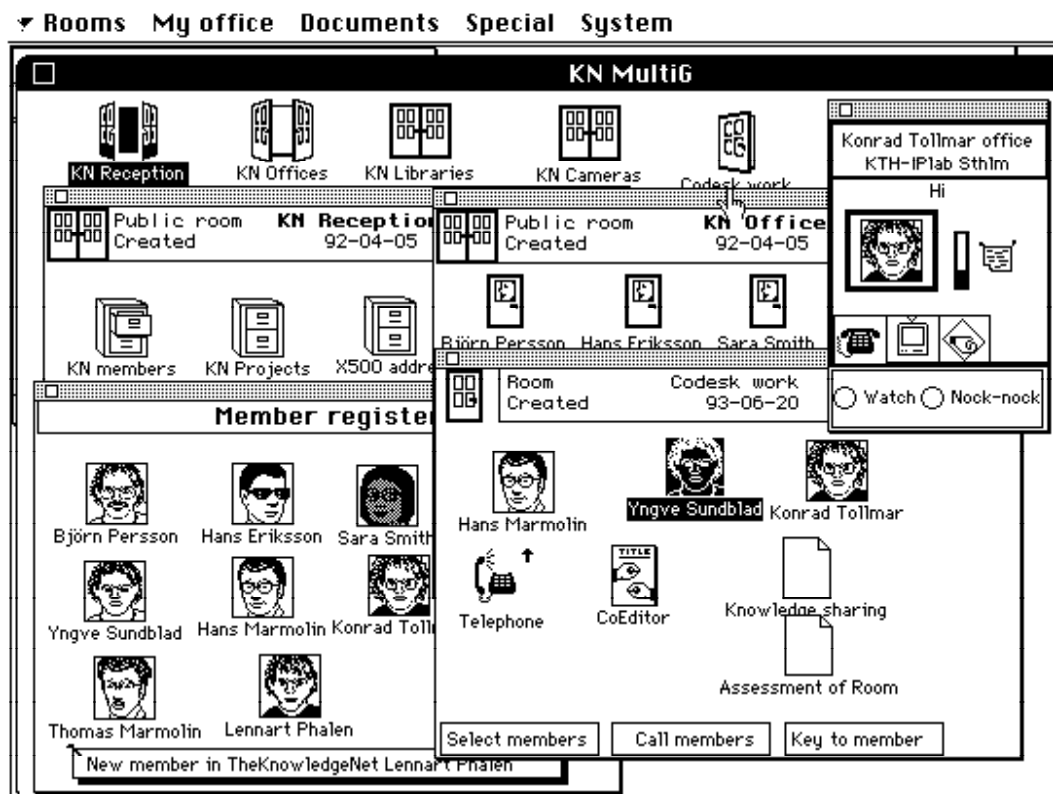 Rooms My office Documents Special System
KN MultiG
KN Reception
KN Offices
KN Libraries
KN Cameras
Codesk work
Konrad Tollmar office
KTH-IPlab Sthlm
Hi
Watch
Nock-nock
Public room KN Reception
Created 92-04-05
KN members
KN Projects
X500 addre
Public room KN Office
Created 92-04-05
Björn Persson
Hans Eriksson
Sara Smith
Member register
Björn Persson
Hans Eriksson
Sara Smith
Yngve Sundblad
Hans Marmolin
Konrad Tollm
Thomas Marmolin
Lennart Phalen
New member in TheKnowledgeNet Lennart Phalen
Room Codesk work
Created 93-06-20
Hans Marmolin
Yngve Sundblad
Konrad Tollmar
Telephone
TITLE
CoEditor
Knowledge sharing
Assessment of Room
Select members
Call members
Key to member